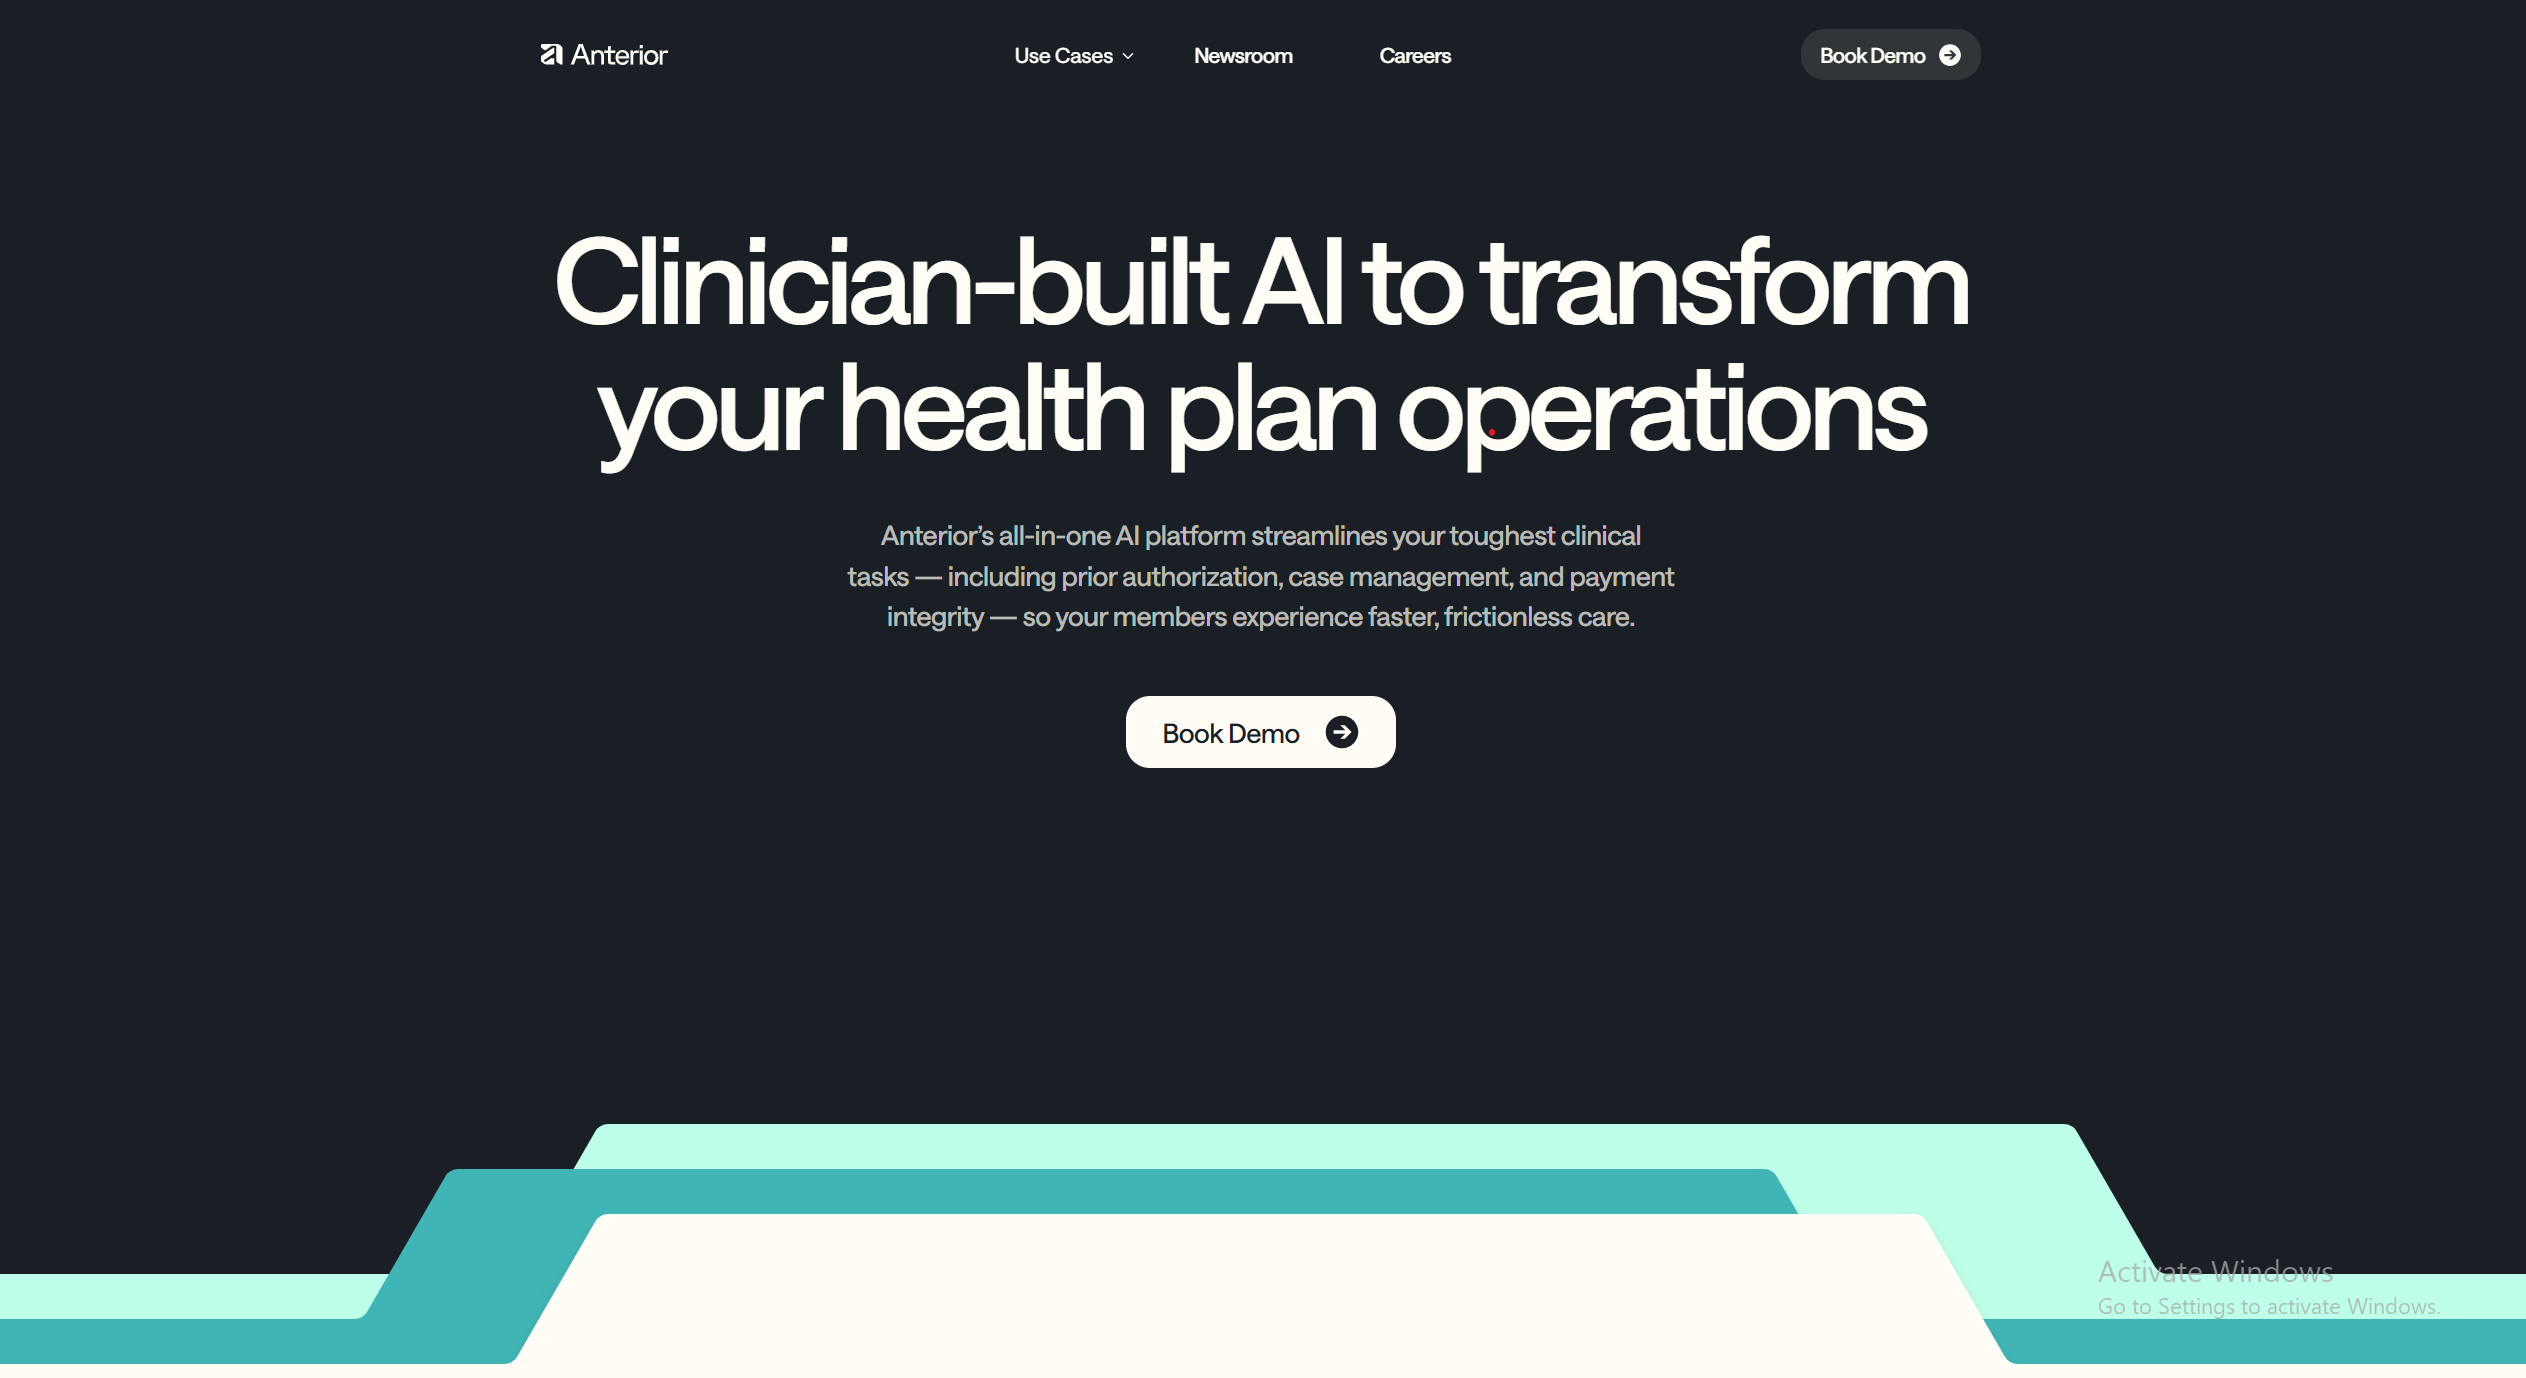 Anterior
Use Cases
Newsroom
Careers
Book Demo
Clinician-built AI to transform
your health plan operations
Anterior’s all-in-one AI platform streamlines your toughest clinical
tasks — including prior authorization, case management, and payment
integrity — so your members experience faster, frictionless care.
Book Demo
Activate Windows
Go to Settings to activate Windows.